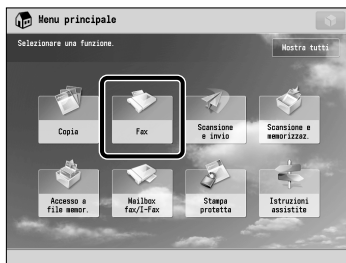 Menu principale
Selezionare una funzione.
Mostra tutti
Copia
Fax
Scansione
e invio
Scansione e
memorizzaz.
Accesso a
file memor.
Mailbox
fax/I-Fax
Stampa
protetta
Istruzioni
assistite